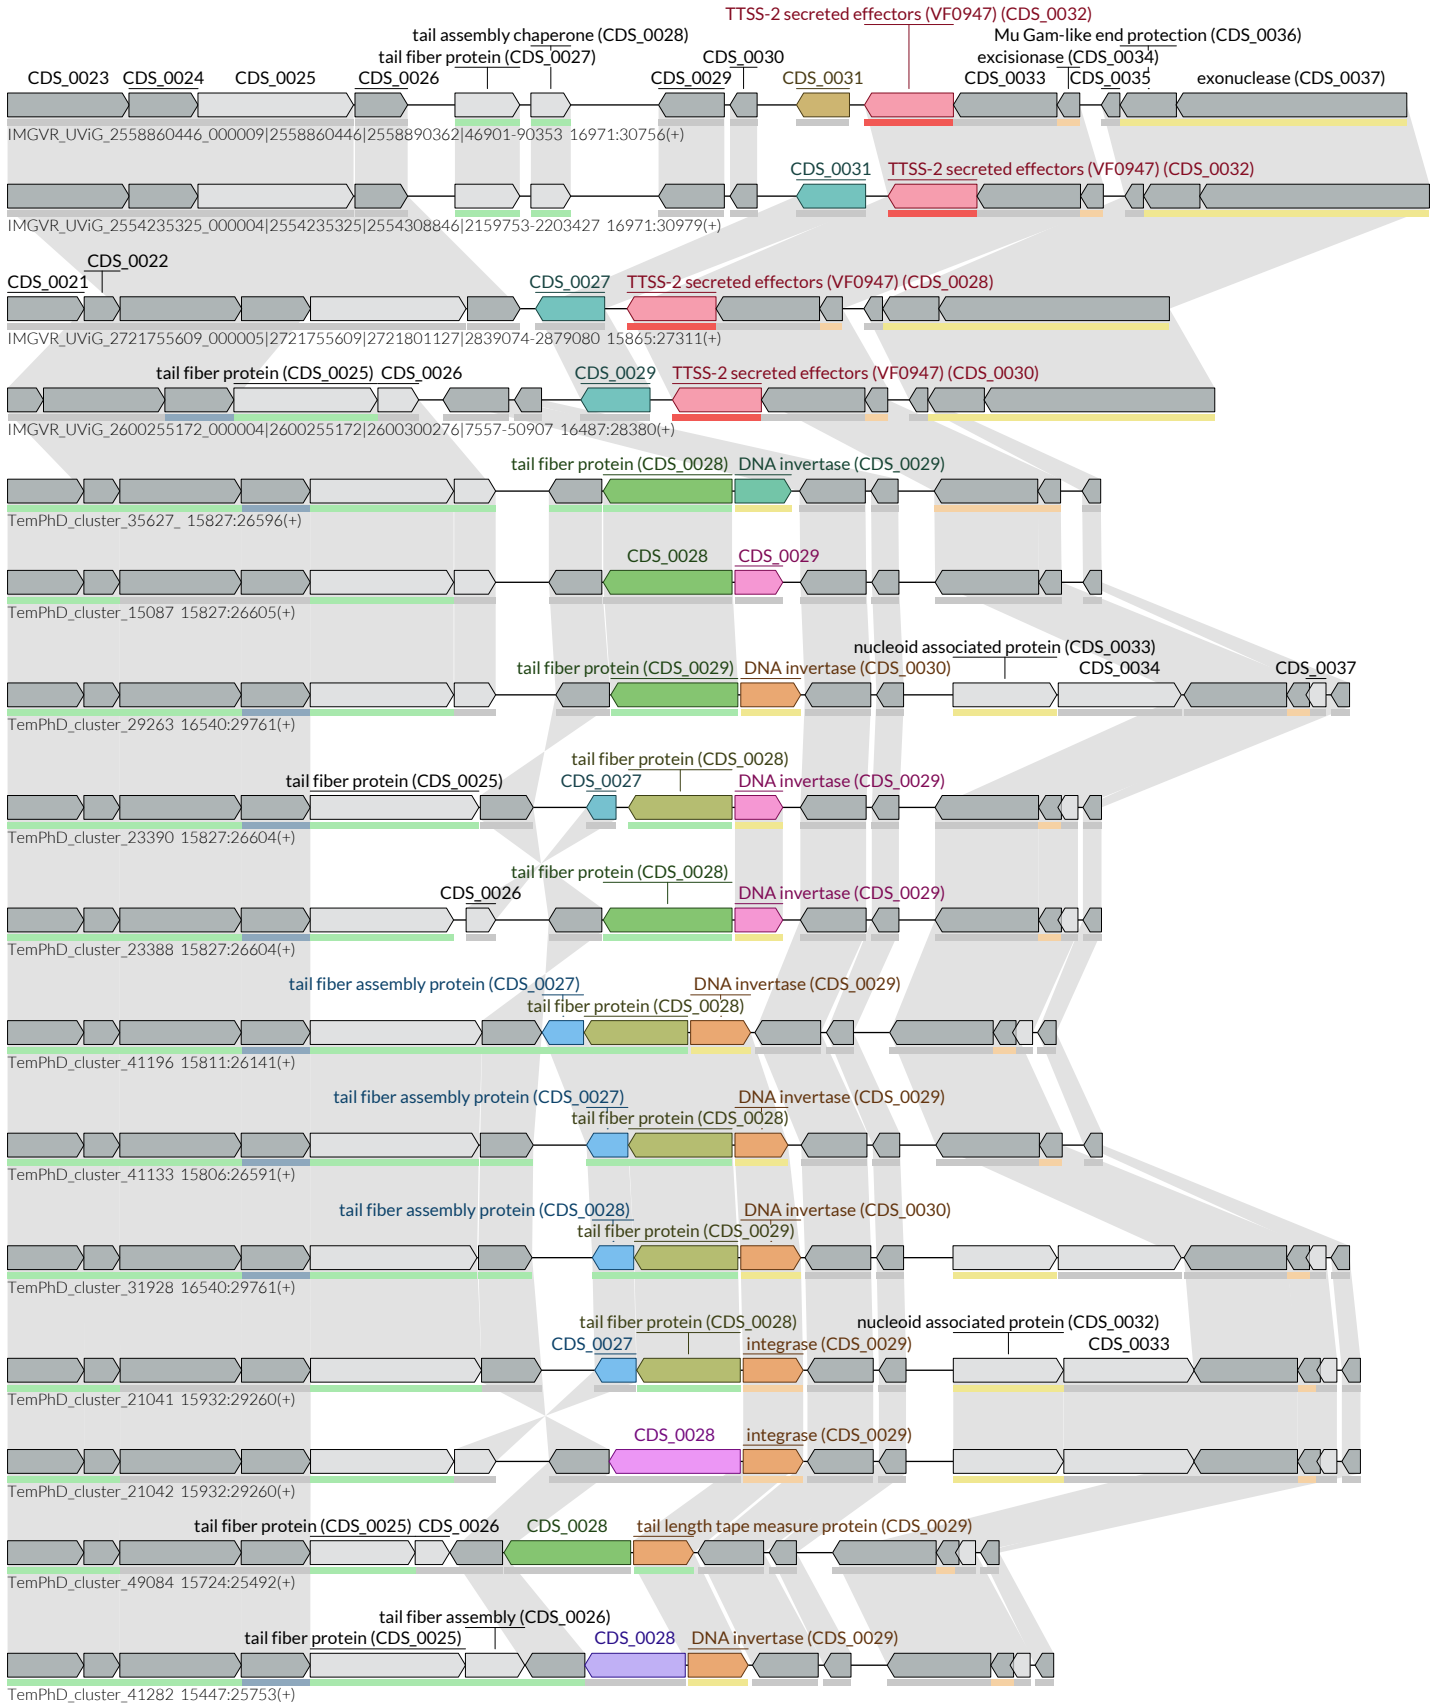 TTSS-2 secreted effectors (VF0947) (CDS_0032)
tail assembly chaperone (CDS_0028)
Mu Gam-like end protection (CDS_0036)
tail fiber protein (CDS_0027)
CDS_0030
excisionase (CDS_0034)
CDS_0023 CDS_0024 CDS_0025 CDS_0026 CDS_0029 CDS_0031 CDS_0033 CDS_0035 exonuclease (CDS_0037)
IMGVR_UViG_2558860446_000009|2558860446|2558890362|46901-90353 16971:30756(+)
CDS_0031 TTSS-2 secreted effectors (VF0947) (CDS_0032)
IMGVR_UViG_2554235325_000004|2554235325|2554308846|2159753-2203427 16971:30979(+)
CDS_0022
CDS_0021 CDS_0027 TTSS-2 secreted effectors (VF0947) (CDS_0028)
IMGVR_UViG_2721755609_000005|2721755609|2721801127|2839074-2879080 15865:27311(+)
tail fiber protein (CDS_0025) CDS_0026 CDS_0029 TTSS-2 secreted effectors (VF0947) (CDS_0030)
IMGVR_UViG_2600255172_000004|2600255172|2600300276|7557-50907 16487:28380(+)
tail fiber protein (CDS_0028) DNA invertase (CDS_0029)
TemPhD_cluster_35627_ 15827:26596(+)
CDS_0028 CDS_0029
TemPhD_cluster_15087 15827:26605(+)
nucleoid associated protein (CDS_0033)
tail fiber protein (CDS_0029) DNA invertase (CDS_0030) CDS_0034 CDS_0037
TemPhD_cluster_29263 16540:29761(+)
tail fiber protein (CDS_0028)
tail fiber protein (CDS_0025) CDS_0027 DNA invertase (CDS_0029)
TemPhD_cluster_23390 15827:26604(+)
tail fiber protein (CDS_0028)
CDS_0026 DNA invertase (CDS_0029)
TemPhD_cluster_23388 15827:26604(+)
tail fiber assembly protein (CDS_0027) DNA invertase (CDS_0029)
tail fiber protein (CDS_0028)
TemPhD_cluster_41196 15811:26141(+)
tail fiber assembly protein (CDS_0027) DNA invertase (CDS_0029)
tail fiber protein (CDS_0028)
TemPhD_cluster_41133 15806:26591(+)
tail fiber assembly protein (CDS_0028) DNA invertase (CDS_0030)
tail fiber protein (CDS_0029)
TemPhD_cluster_31928 16540:29761(+)
tail fiber protein (CDS_0028) nucleoid associated protein (CDS_0032)
CDS_0027 integrase (CDS_0029) CDS_0033
TemPhD_cluster_21041 15932:29260(+)
CDS_0028 integrase (CDS_0029)
TemPhD_cluster_21042 15932:29260(+)
tail fiber protein (CDS_0025) CDS_0026 CDS_0028 tail length tape measure protein (CDS_0029)
TemPhD_cluster_49084 15724:25492(+)
tail fiber assembly (CDS_0026)
tail fiber protein (CDS_0025) CDS_0028 DNA invertase (CDS_0029)
TemPhD_cluster_41282 15447:25753(+)